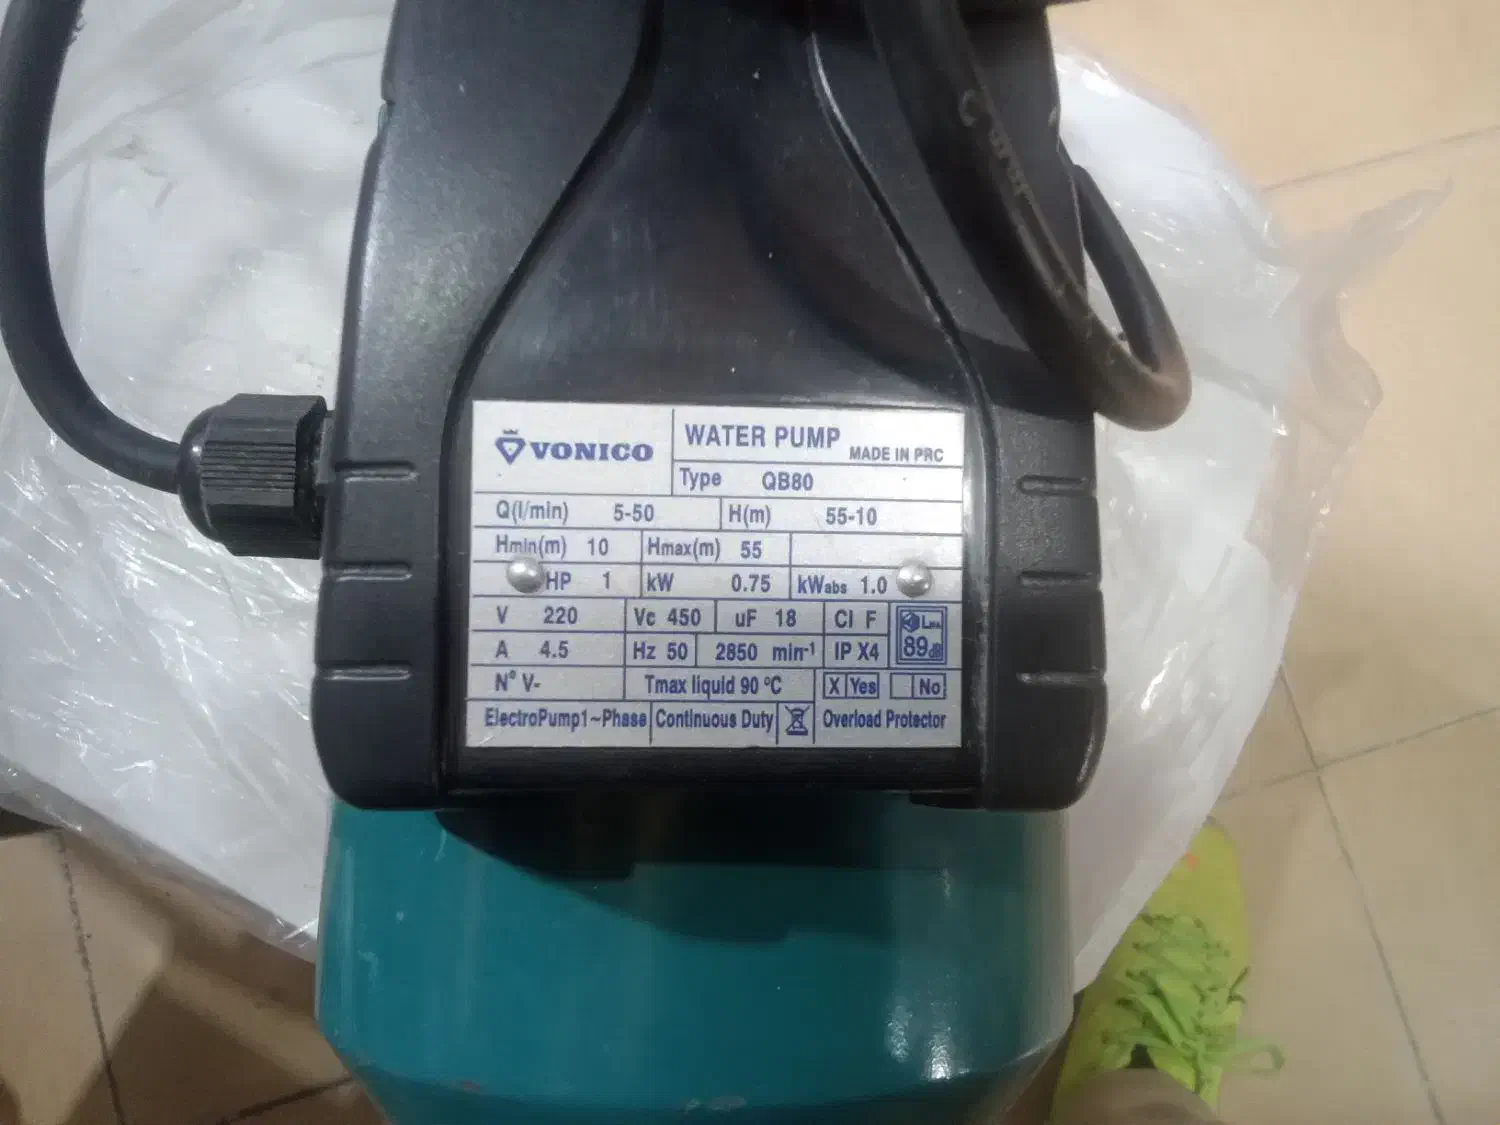 VONICO
WATER PUMP MADE IN PRC
Type QB80
Q(l/min) 5-50 H(m) 55-10
Hmin(m) 10 Hmax(m) 55
HP 1 kW 0.75 kWabs 1.0
V 220 Vc 450 uF 18 Cl F
A 4.5 Hz 50 2850 min-¹ IP X4
LWA
89dB
N° V- Tmax liquid 90 °C X Yes No
ElectroPump1~Phase Continuous Duty Overload Protector